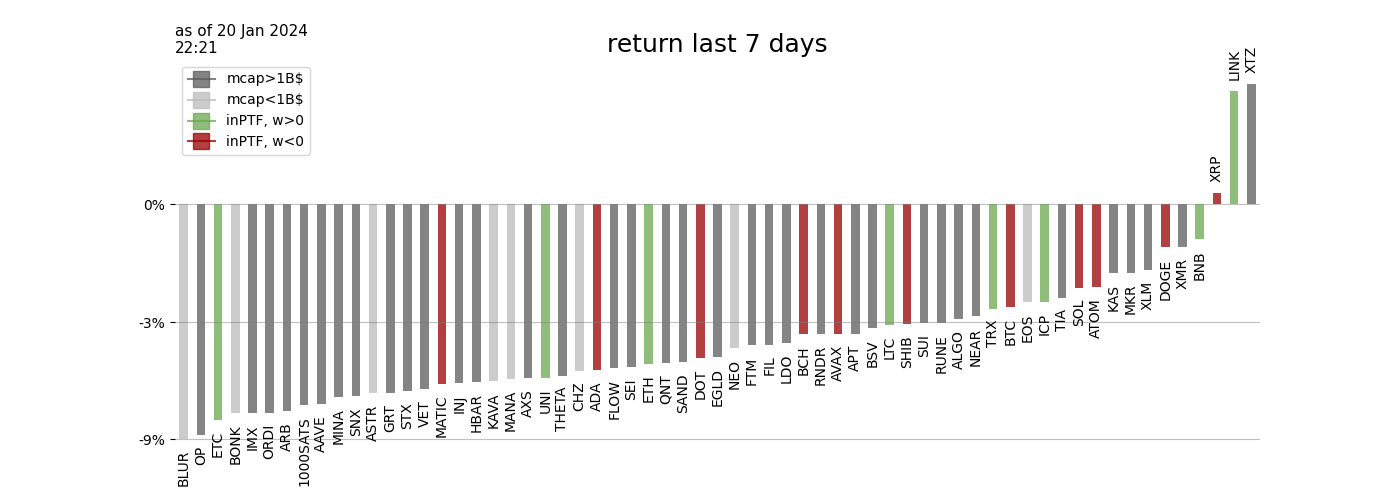 as of 20 Jan 2024
22:21
return last 7 days
mcap>1B$
mcap<1B$
inPTF, w>0
inPTF, w<0
0%
-3%
-9%
BLUR
OP
ETC
BONK
IMX
ORDI
ARB
1000SATS
AAVE
MINA
SNX
ASTR
GRT
STX
VET
MATIC
INJ
HBAR
KAVA
MANA
AXS
UNI
THETA
CHZ
ADA
FLOW
SEI
ETH
QNT
SAND
DOT
EGLD
NEO
FTM
FIL
LDO
BCH
RNDR
AVAX
APT
BSV
LTC
SHIB
SUI
RUNE
ALGO
NEAR
TRX
BTC
EOS
ICP
TIA
SOL
ATOM
KAS
MKR
XLM
DOGE
XMR
BNB
XRP
LINK
XTZ